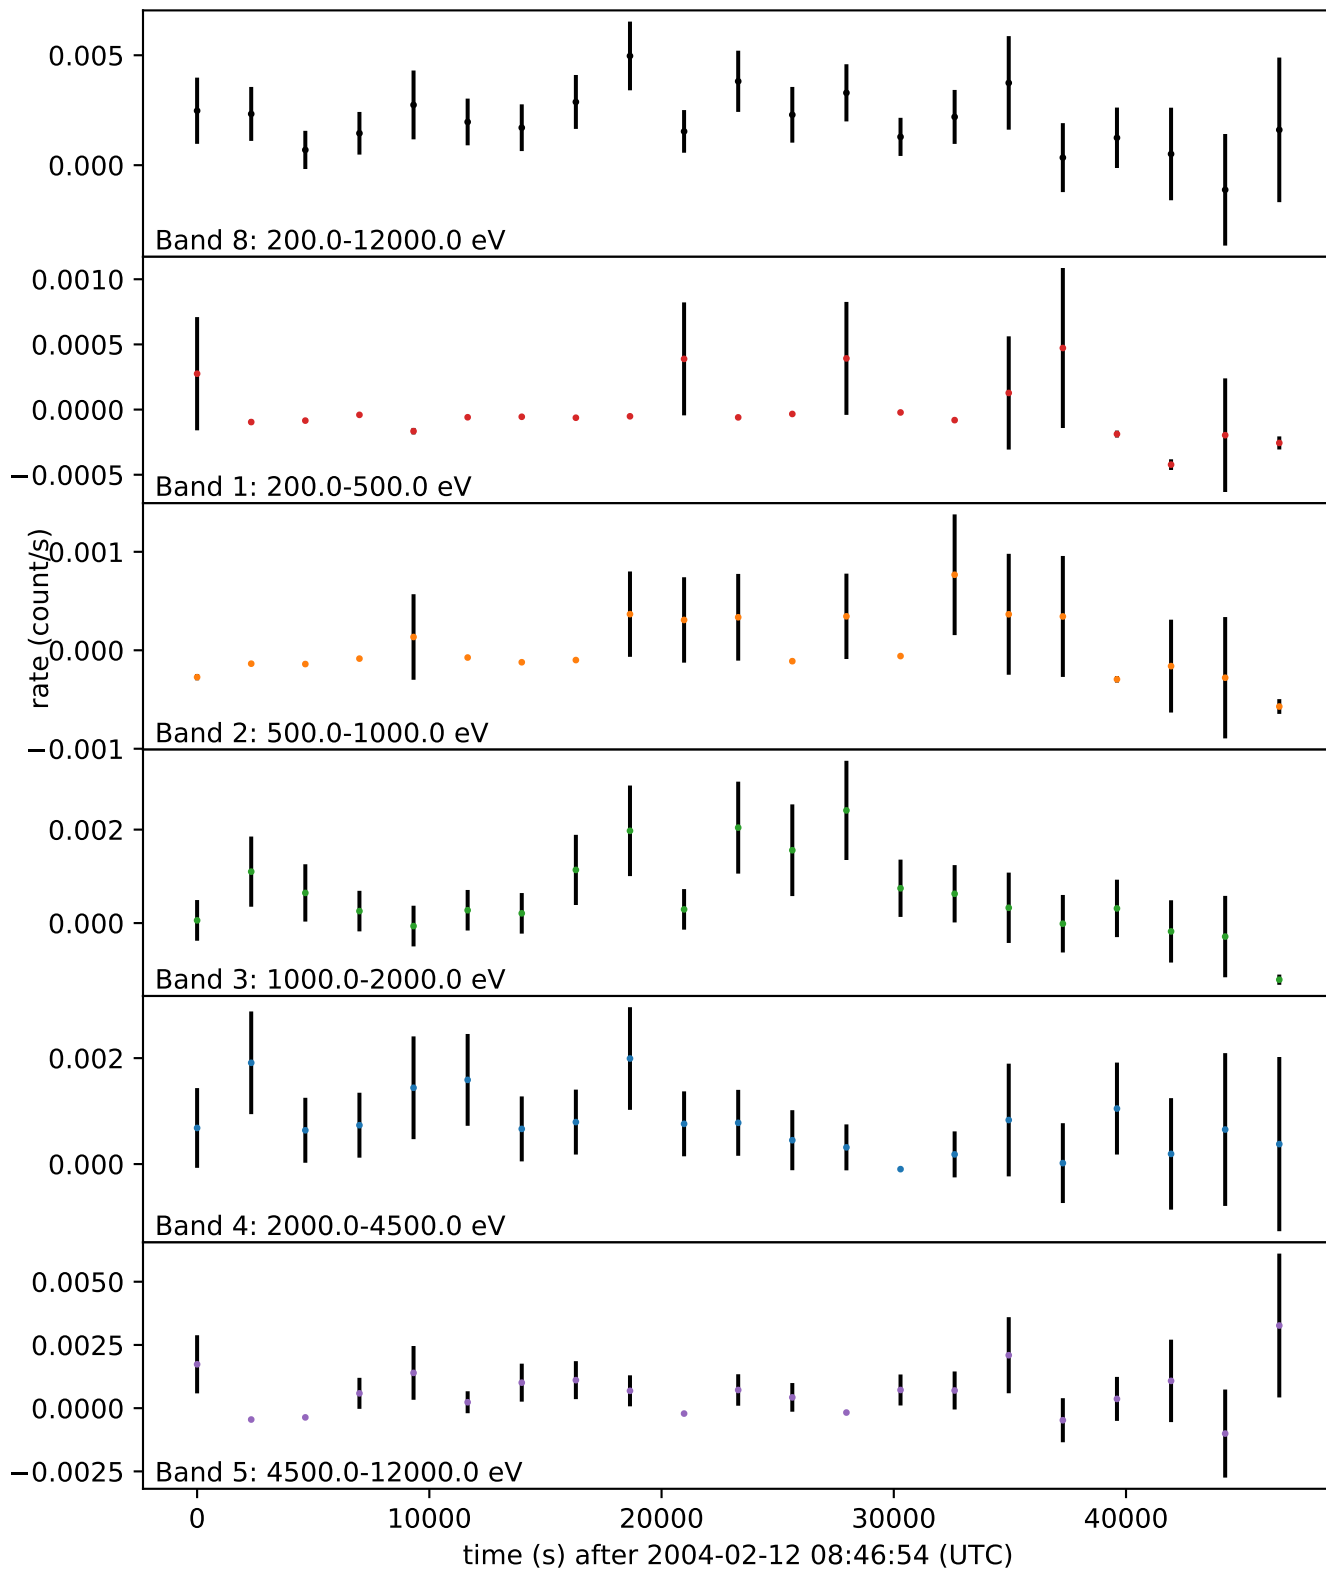 0.005
0.000
Band 8: 200.0-12000.0 eV
0.0010
0.0005
0.0000
−0.0005
Band 1: 200.0-500.0 eV
rate (count/s)
0.001
0.000
−0.001
Band 2: 500.0-1000.0 eV
0.002
0.000
Band 3: 1000.0-2000.0 eV
0.002
0.000
Band 4: 2000.0-4500.0 eV
0.0050
0.0025
0.0000
−0.0025
Band 5: 4500.0-12000.0 eV
0 10000 20000 30000 40000
time (s) after 2004-02-12 08:46:54 (UTC)